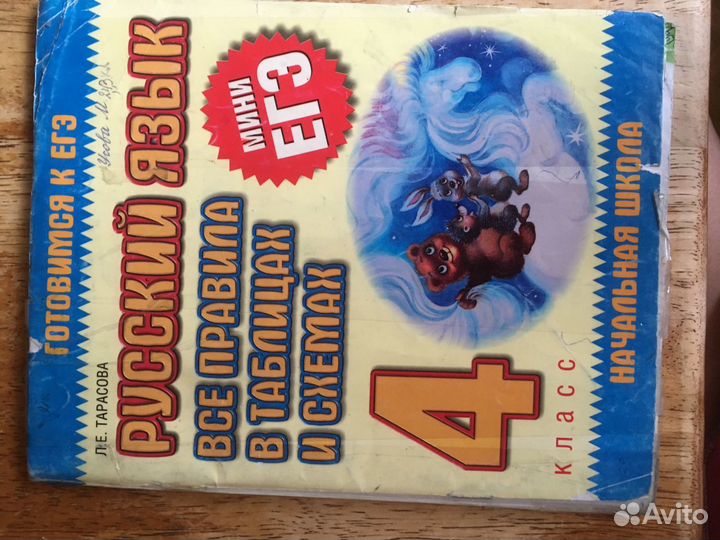 ГОТОВИМСЯ К ЕГЭ
Л.Е. ТАРАСОВА
РУССКИЙ ЯЗЫК
ВСЕ ПРАВИЛА
В ТАБЛИЦАХ
И СХЕМАХ
МИНИ
ЕГЭ
4
класс
НАЧАЛЬНАЯ ШКОЛА
Avito